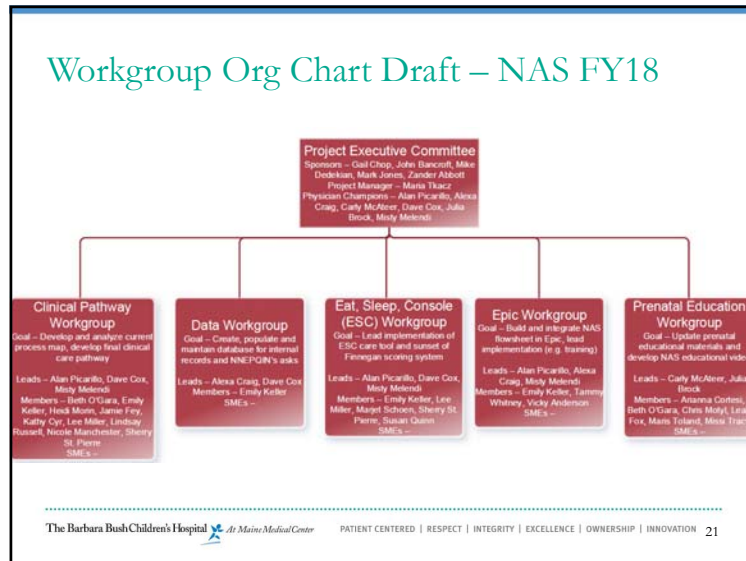 Workgroup Org Chart Draft – NAS FY18
Project Executive Committee
Sponsors – Gail Chop, John Bancroft, Mike
Dedekian, Mark Jones, Zander Abbott
Project Manager – Maria Tkacz
Physician Champions – Alan Picarillo, Alexa
Craig, Carly McAteer, Dave Cox, Julia
Brock, Misty Melendi
Clinical Pathway
Workgroup
Goal – Develop and analyze current
process map, develop final clinical
care pathway
Leads – Alan Picarillo, Dave Cox,
Misty Melendi
Members – Beth O'Gara, Emily
Keller, Heidi Morin, Jamie Fey,
Kathy Cyr, Lee Miller, Lindsay
Russell, Nicole Manchester, Sherry
St. Pierre
SMEs –
Data Workgroup
Goal – Create, populate and
maintain database for internal
records and NNEPQIN's asks
Leads – Alexa Craig, Dave Cox
Members – Emily Keller
SMEs –
Eat, Sleep, Console
(ESC) Workgroup
Goal – Lead implementation of
ESC care tool and sunset of
Finnegan scoring system
Leads – Alan Picarillo, Dave Cox,
Misty Melendi
Members – Emily Keller, Lee
Miller, Marjet Schoen, Sherry St.
Pierre, Susan Quinn
SMEs –
Epic Workgroup
Goal – Build and integrate NAS
flowsheet in Epic, lead
implementation (e.g. training)
Leads – Alan Picarillo, Alexa
Craig, Misty Melendi
Members – Emily Keller, Tammy
Whitney, Vicky Anderson
SMEs –
Prenatal Education
Workgroup
Goal – Update prenatal
educational materials and
develop NAS educational video
Leads – Carly McAteer, Julia
Brock
Members – Arianna Cortesi,
Beth O'Gara, Chris Motyl, Leah
Fox, Maris Toland, Missi Tracy
SMEs –
The Barbara Bush Children's Hospital At Maine Medical Center PATIENT CENTERED | RESPECT | INTEGRITY | EXCELLENCE | OWNERSHIP | INNOVATION 21